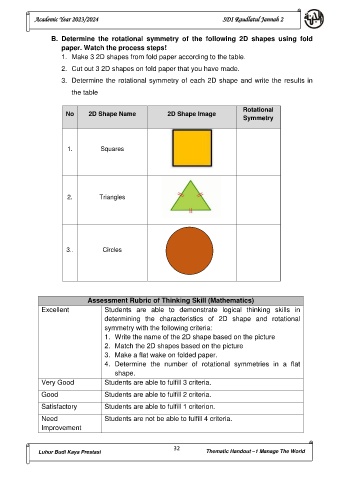 Academic Year 2023/2024
SDI Raudlatul Jannah 2
B. Determine the rotational symmetry of the following 2D shapes using fold
paper. Watch the process steps!
1. Make 3 2D shapes from fold paper according to the table.
2. Cut out 3 2D shapes on fold paper that you have made.
3. Determine the rotational symmetry of each 2D shape and write the results in
the table
No 2D Shape Name 2D Shape Image Rotational
Symmetry
1. Squares
2. Triangles
3. . Circles
Assessment Rubric of Thinking Skill (Mathematics)
Excellent Students are able to demonstrate logical thinking skills in
determining the characteristics of 2D shape and rotational
symmetry with the following criteria:
1. Write the name of the 2D shape based on the picture
2. Match the 2D shapes based on the picture
3. Make a flat wake on folded paper.
4. Determine the number of rotational symmetries in a flat
shape.
Very Good Students are able to fulfill 3 criteria.
Good Students are able to fulfill 2 criteria.
Satisfactory Students are able to fulfill 1 criterion.
Need Students are not be able to fulfill 4 criteria.
Improvement
Luhur Budi Kaya Prestasi
32
Thematic Handout – I Manage The World